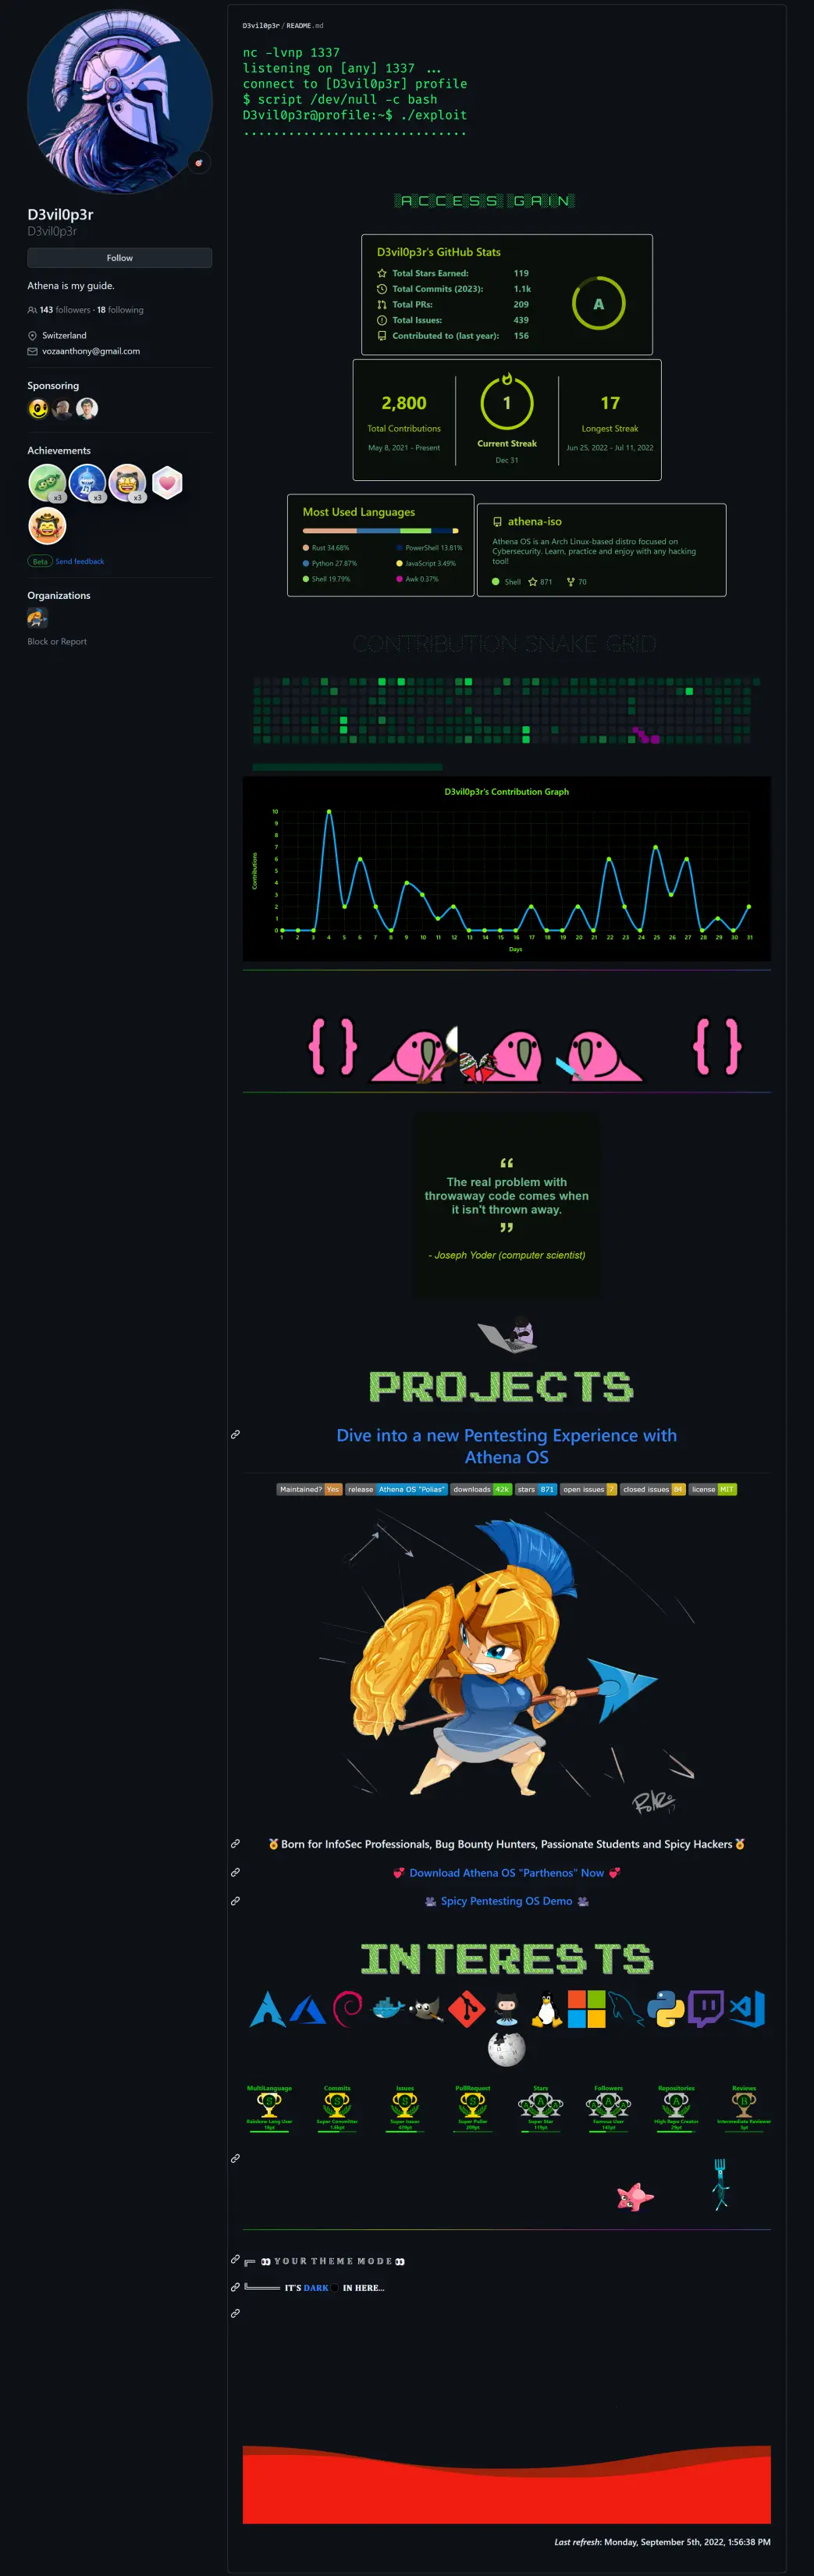 D3vil0p3r
D3vil0p3r
Follow
Athena is my guide.
143 followers · 18 following
Switzerland
vozaanthony@gmail.com
Sponsoring
Achievements
x3
x3
x3
Beta Send feedback
Organizations
Block or Report
D3vil0p3r / README.md
nc -lvnp 1337
listening on [any] 1337 ...
connect to [D3vil0p3r] profile
$ script /dev/null -c bash
D3vil0p3r@profile:~$ ./exploit
..............................
ACCESS GAIN
D3vil0p3r's GitHub Stats
Total Stars Earned: 119
Total Commits (2023): 1.1k
Total PRs: 209
Total Issues: 439
Contributed to (last year): 156
A
2,800
Total Contributions
May 8, 2021 - Present
1
Current Streak
Dec 31
17
Longest Streak
Jun 25, 2022 - Jul 11, 2022
Most Used Languages
Rust 34.68%
Python 27.87%
Shell 19.79%
PowerShell 13.81%
JavaScript 3.49%
Awk 0.37%
athena-iso
Athena OS is an Arch Linux-based distro focused on
Cybersecurity. Learn, practice and enjoy with any hacking
tool!
Shell 871 70
CONTRIBUTION SNAKE GRID
D3vil0p3r's Contribution Graph
Contributions
10
9
8
7
6
5
4
3
2
1
0
1 2 3 4 5 6 7 8 9 10 11 12 13 14 15 16 17 18 19 20 21 22 23 24 25 26 27 28 29 30 31
Days
{ } { }
“
The real problem with
throwaway code comes when
it isn't thrown away.
”
- Joseph Yoder (computer scientist)
PROJECTS
Dive into a new Pentesting Experience with
Athena OS
Maintained? Yes release Athena OS "Polias" downloads 42k stars 871 open issues 7 closed issues 84 license MIT
🏅Born for InfoSec Professionals, Bug Bounty Hunters, Passionate Students and Spicy Hackers🏅
💞 Download Athena OS "Parthenos" Now 💞
Spicy Pentesting OS Demo
INTERESTS
MultiLanguage Commits Issues PullRequest Stars Followers Repositories Reviews
S S S S A A A B
Rainbow Lang User Super Committer Super Issuer Super Puller Super Star Famous User High Repo Creator Intermediate Reviewer
209pt 119pt
╔═ 👀 YOUR THEME MODE 👀
╚════ IT'S DARK🌑 IN HERE...
Last refresh: Monday, September 5th, 2022, 1:56:38 PM